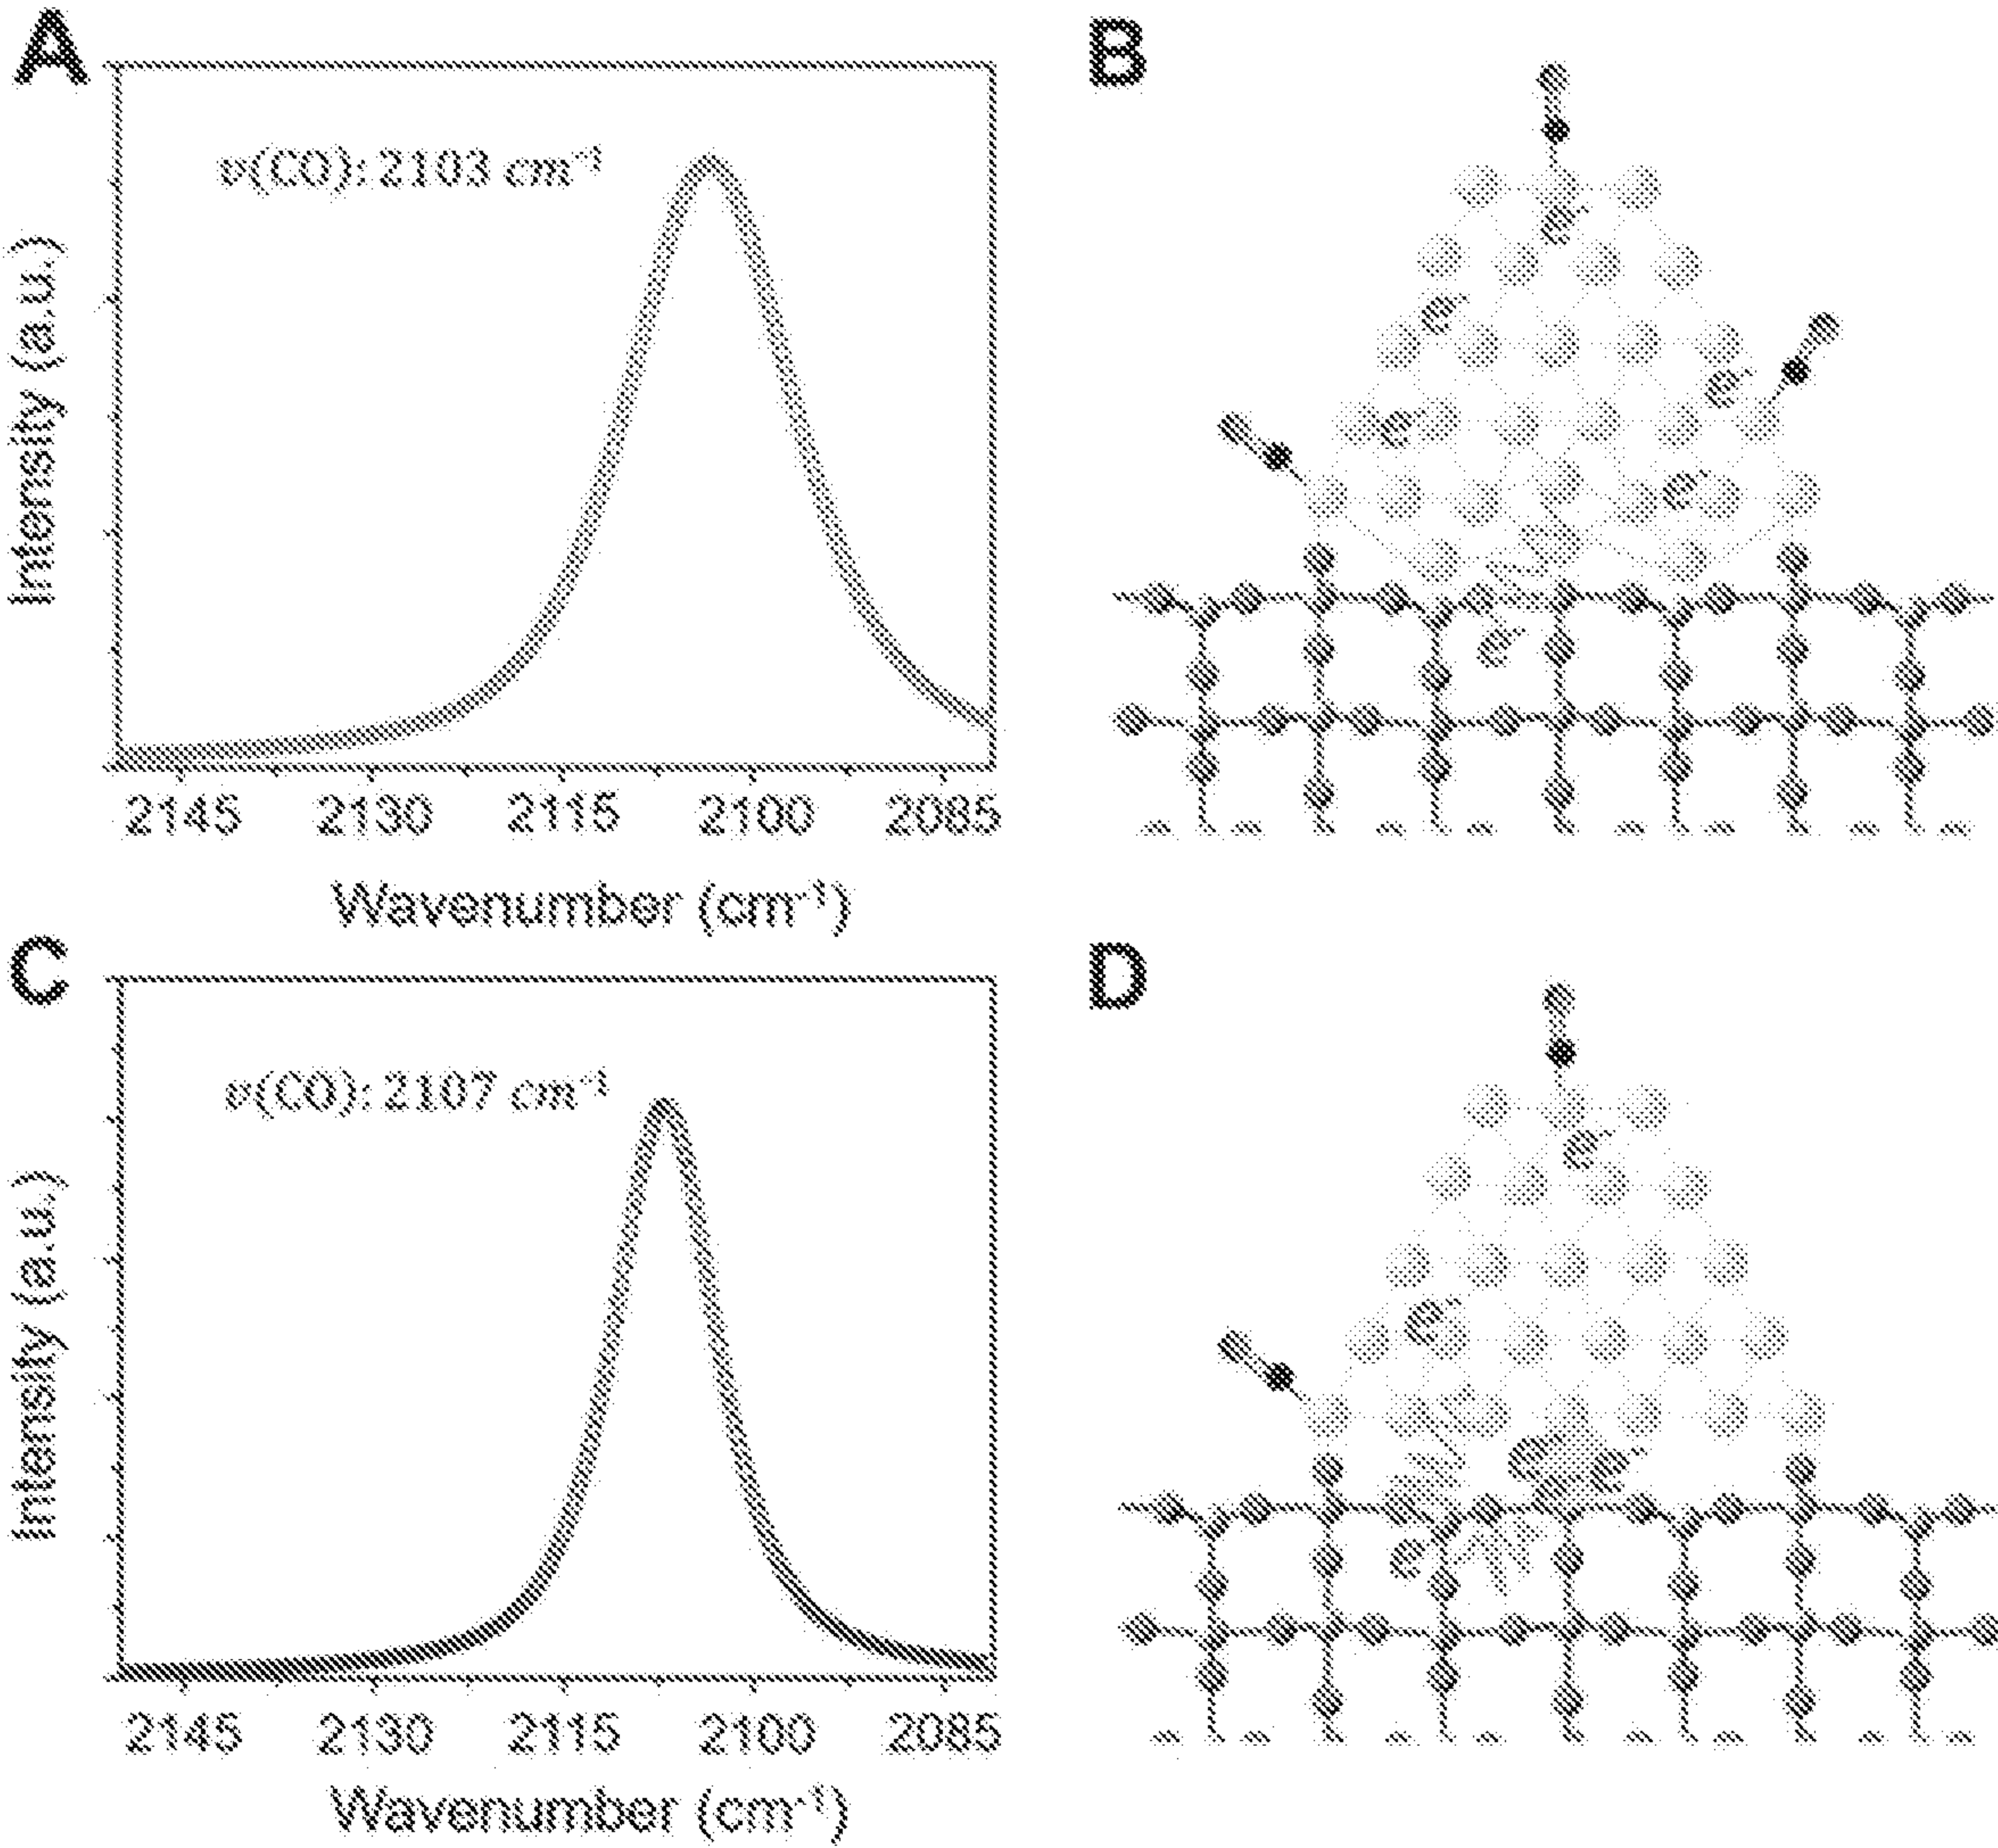 A
ν(CO): 2103 cm⁻¹
Intensity (a.u.)
2145 2130 2115 2100 2085
Wavenumber (cm⁻¹)
B
e⁻
e⁻
e⁻
e⁻
e⁻
e⁻
C
ν(CO): 2107 cm⁻¹
Intensity (a.u.)
2145 2130 2115 2100 2085
Wavenumber (cm⁻¹)
D
e⁻
e⁻
e⁻
e⁻